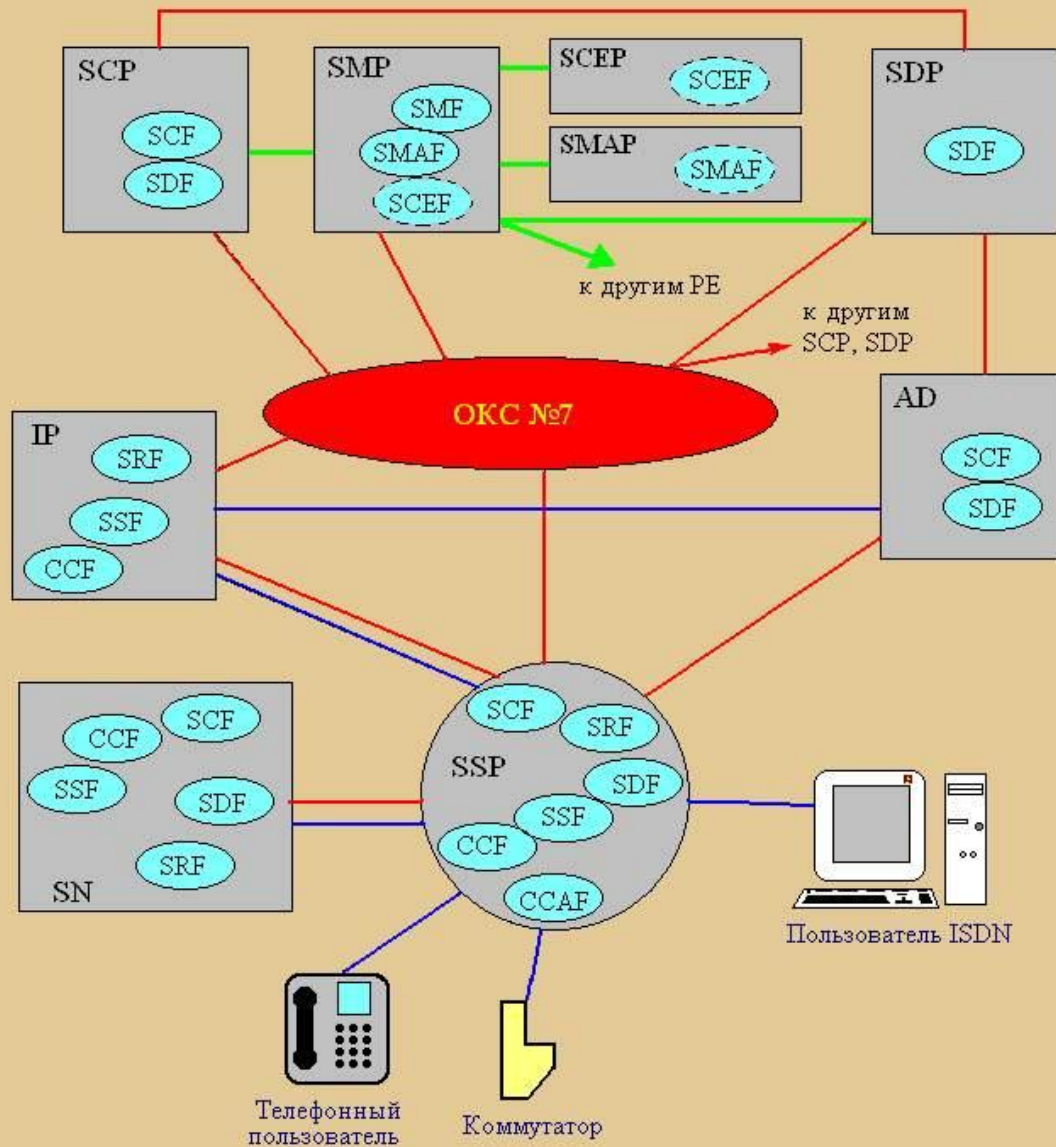 SCP
SCF
SDF
SMP
SMF
SMAF
SCEF
SCEP
SCEF
SMAP
SMAF
SDP
SDF
к другим PE
к другим
SCP, SDP
ОКС №7
IP
SRF
SSF
CCF
AD
SCF
SDF
SN
CCF
SCF
SSF
SDF
SRF
SSP
SCF
SRF
SDF
SSF
CCF
CCAF
Пользователь ISDN
Телефонный
пользователь
Коммутатор